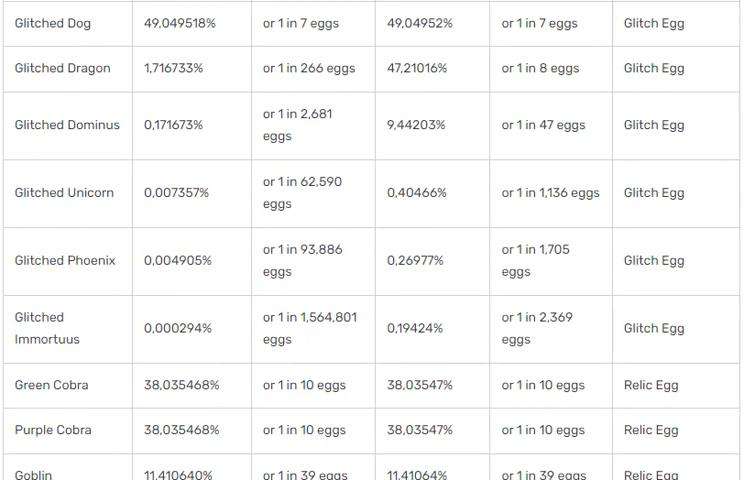 Glitched Dog 49,049518% or 1 in 7 eggs 49,04952% or 1 in 7 eggs Glitch Egg
Glitched Dragon 1,716733% or 1 in 266 eggs 47,21016% or 1 in 8 eggs Glitch Egg
Glitched Dominus 0,171673% or 1 in 2,681 eggs 9,44203% or 1 in 47 eggs Glitch Egg
Glitched Unicorn 0,007357% or 1 in 62,590 eggs 0,40466% or 1 in 1,136 eggs Glitch Egg
Glitched Phoenix 0,004905% or 1 in 93,886 eggs 0,26977% or 1 in 1,705 eggs Glitch Egg
Glitched Immortuus 0,000294% or 1 in 1,564,801 eggs 0,19424% or 1 in 2,369 eggs Glitch Egg
Green Cobra 38,035468% or 1 in 10 eggs 38,03547% or 1 in 10 eggs Relic Egg
Purple Cobra 38,035468% or 1 in 10 eggs 38,03547% or 1 in 10 eggs Relic Egg
Goblin 11,410640% or 1 in 39 eggs 11,41064% or 1 in 39 eggs Relic Egg